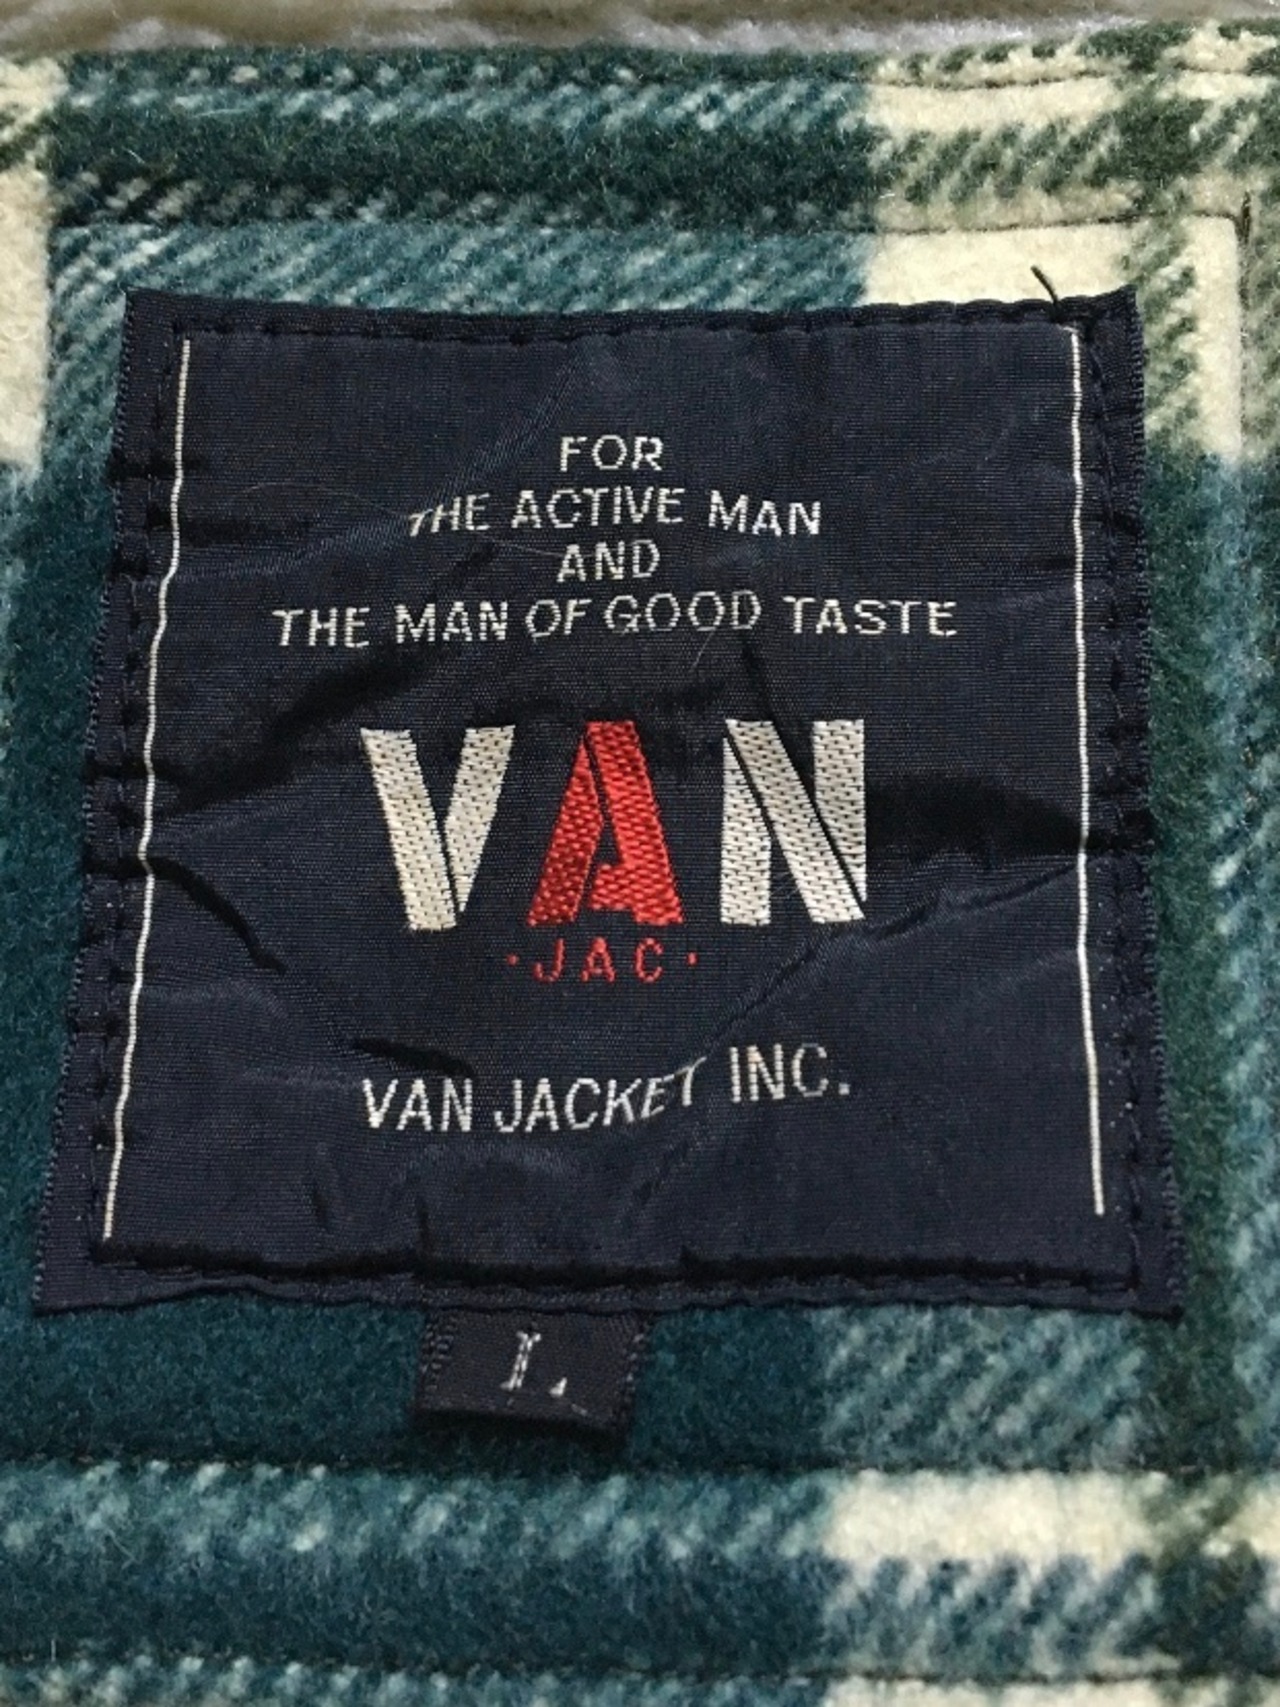 FOR
THE ACTIVE MAN
AND
THE MAN OF GOOD TASTE
VAN
·JAC·
VAN JACKET INC.
L.